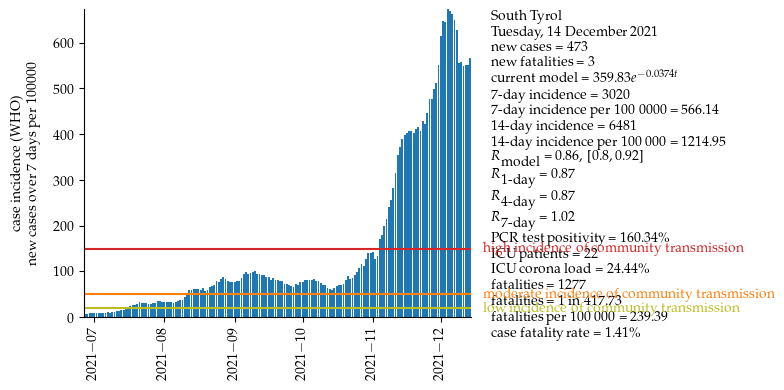 South Tyrol
Tuesday, 14 December 2021
new cases = 473
new fatalities = 3
current model = 359.83e^{-0.0374t}
7-day incidence = 3020
7-day incidence per 100 0000 = 566.14
14-day incidence = 6481
14-day incidence per 100 000 = 1214.95
R_model = 0.86, [0.8, 0.92]
R_1-day = 0.87
R_4-day = 0.87
R_7-day = 1.02
PCR test positivity = 160.34%
high incidence of community transmission
ICU patients = 22
ICU corona load = 24.44%
fatalities = 1277
moderate incidence of community transmission
fatalities = 1 in 417.73
low incidence of community transmission
fatalities per 100 000 = 239.39
case fatality rate = 1.41%
case incidence (WHO)
new cases over 7 days per 100000
600
500
400
300
200
100
0
2021−07
2021−08
2021−09
2021−10
2021−11
2021−12